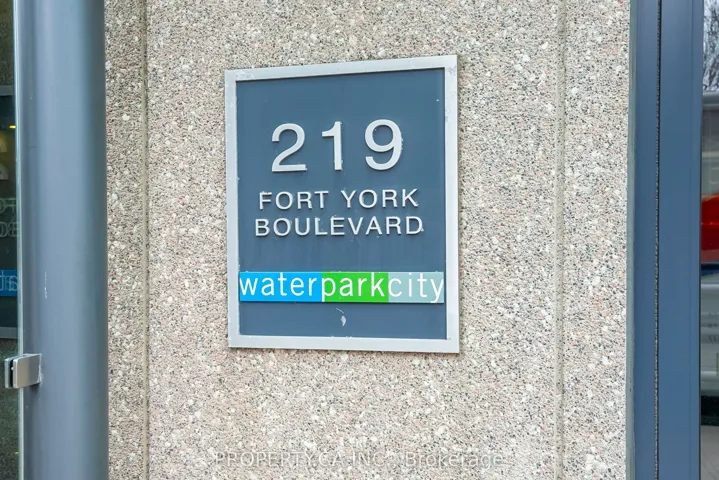 219
FORT YORK
BOULEVARD
waterparkcity
PROPERTY.CA INC., Brokerage